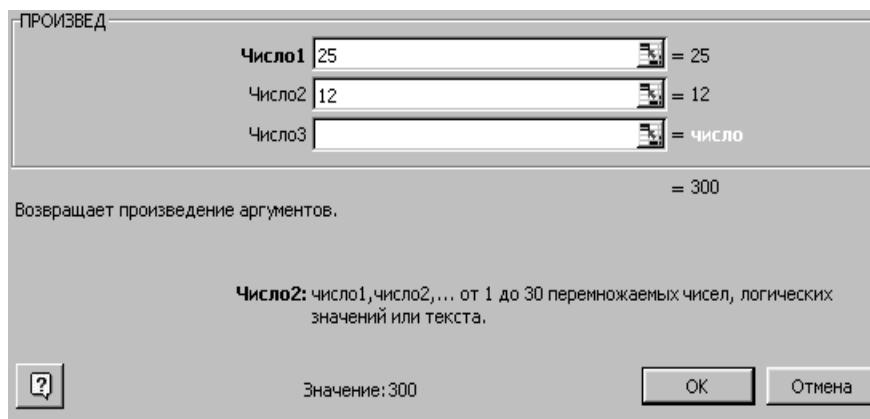 ПРОИЗВЕД
Число1 25 = 25
Число2 12 = 12
Число3 = число
= 300
Возвращает произведение аргументов.
Число2: число1,число2,... от 1 до 30 перемножаемых чисел, логических
значений или текста.
Значение:300 OK Отмена